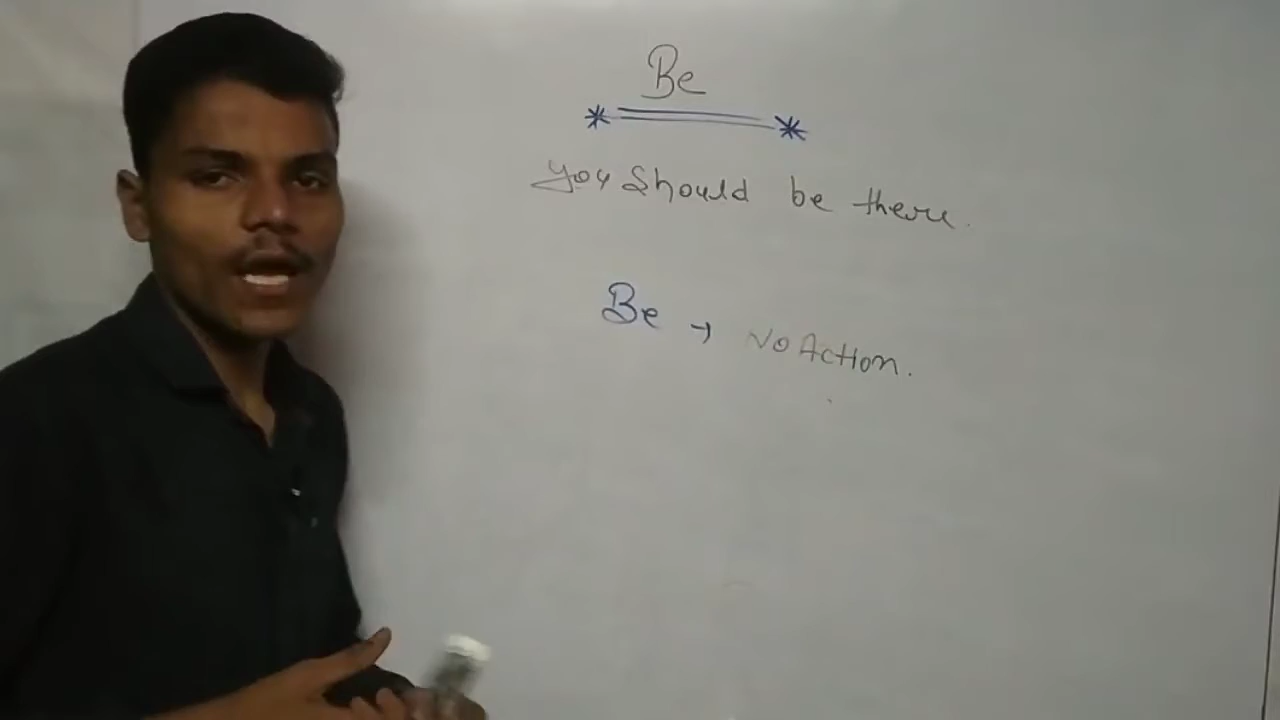 Be
you should be there.
Be → No Action.